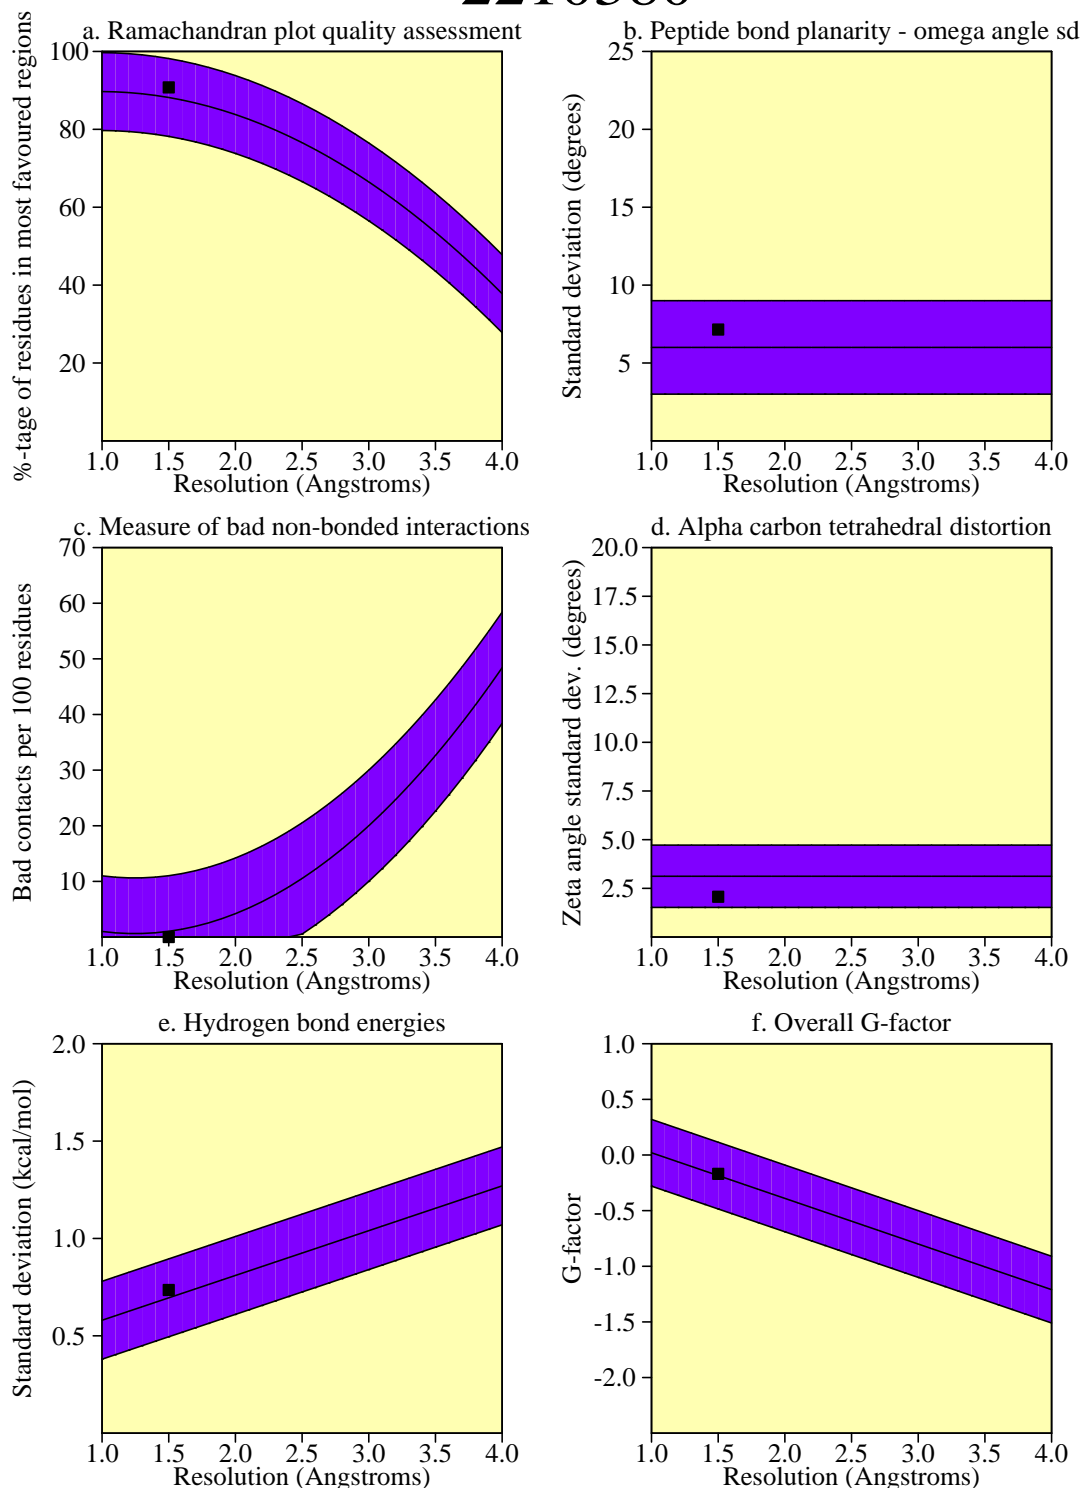 a. Ramachandran plot quality assessment
%-tage of residues in most favoured regions
100
80
60
40
20
1.0 1.5 2.0 2.5 3.0 3.5 4.0
Resolution (Angstroms)
b. Peptide bond planarity - omega angle sd
Standard deviation (degrees)
25
20
15
10
5
1.0 1.5 2.0 2.5 3.0 3.5 4.0
Resolution (Angstroms)
c. Measure of bad non-bonded interactions
Bad contacts per 100 residues
70
60
50
40
30
20
10
1.0 1.5 2.0 2.5 3.0 3.5 4.0
Resolution (Angstroms)
d. Alpha carbon tetrahedral distortion
Zeta angle standard dev. (degrees)
20.0
17.5
15.0
12.5
10.0
7.5
5.0
2.5
1.0 1.5 2.0 2.5 3.0 3.5 4.0
Resolution (Angstroms)
e. Hydrogen bond energies
Standard deviation (kcal/mol)
2.0
1.5
1.0
0.5
1.0 1.5 2.0 2.5 3.0 3.5 4.0
Resolution (Angstroms)
f. Overall G-factor
G-factor
1.0
0.5
0.0
-0.5
-1.0
-1.5
-2.0
1.0 1.5 2.0 2.5 3.0 3.5 4.0
Resolution (Angstroms)